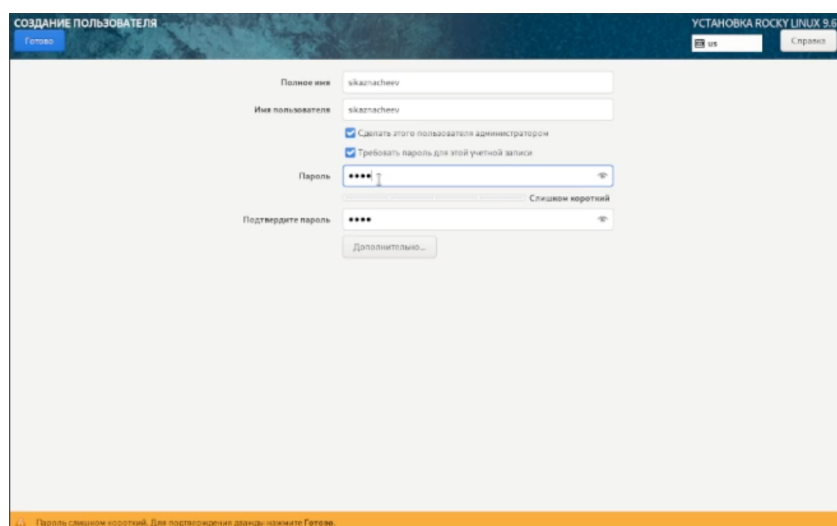 СОЗДАНИЕ ПОЛЬЗОВАТЕЛЯ
УСТАНОВКА ROCKY LINUX 9.6
Готово
us
Справка
Полное имя
sikaznacheev
Имя пользователя
sikaznacheev
Сделать этого пользователя администратором
Требовать пароль для этой учетной записи
Пароль
••••
Слишком короткий
Подтвердите пароль
••••
Дополнительно...
Пароль слишком короткий. Для подтверждения дважды нажмите Готово.